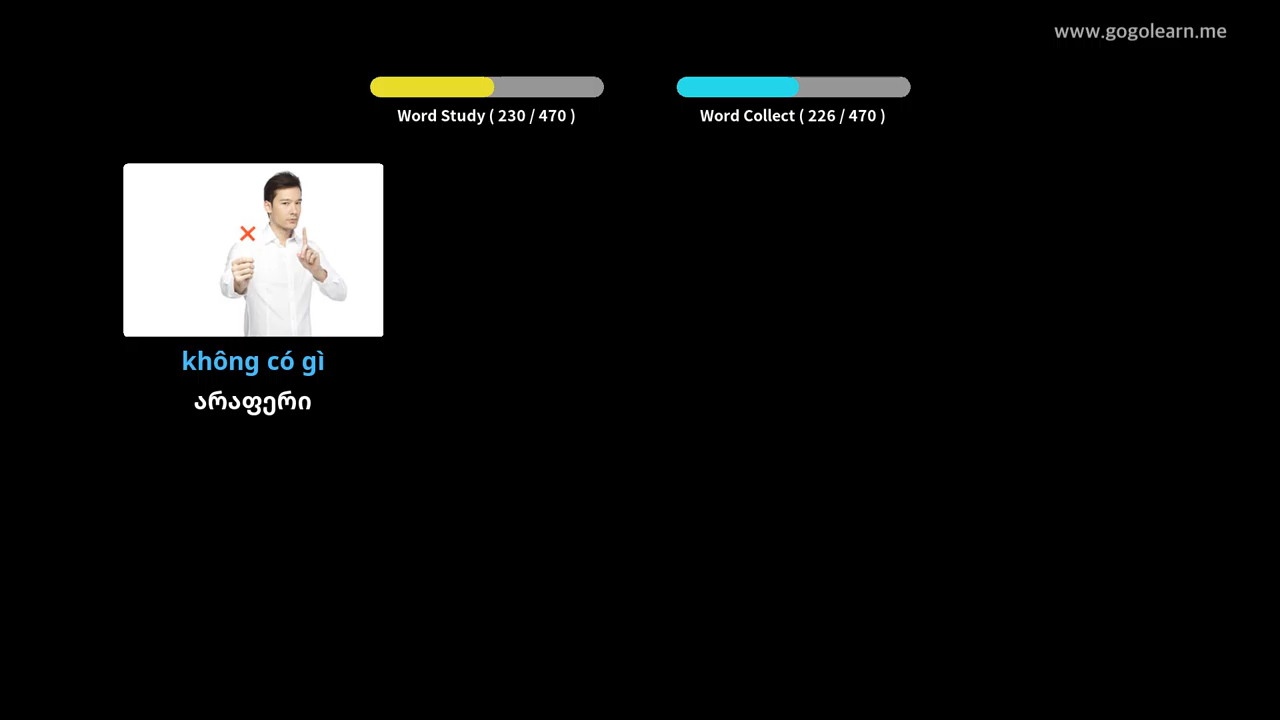 www.gogolearn.me
Word Study ( 230 / 470 )
Word Collect ( 226 / 470 )
không có gì
არაფერი